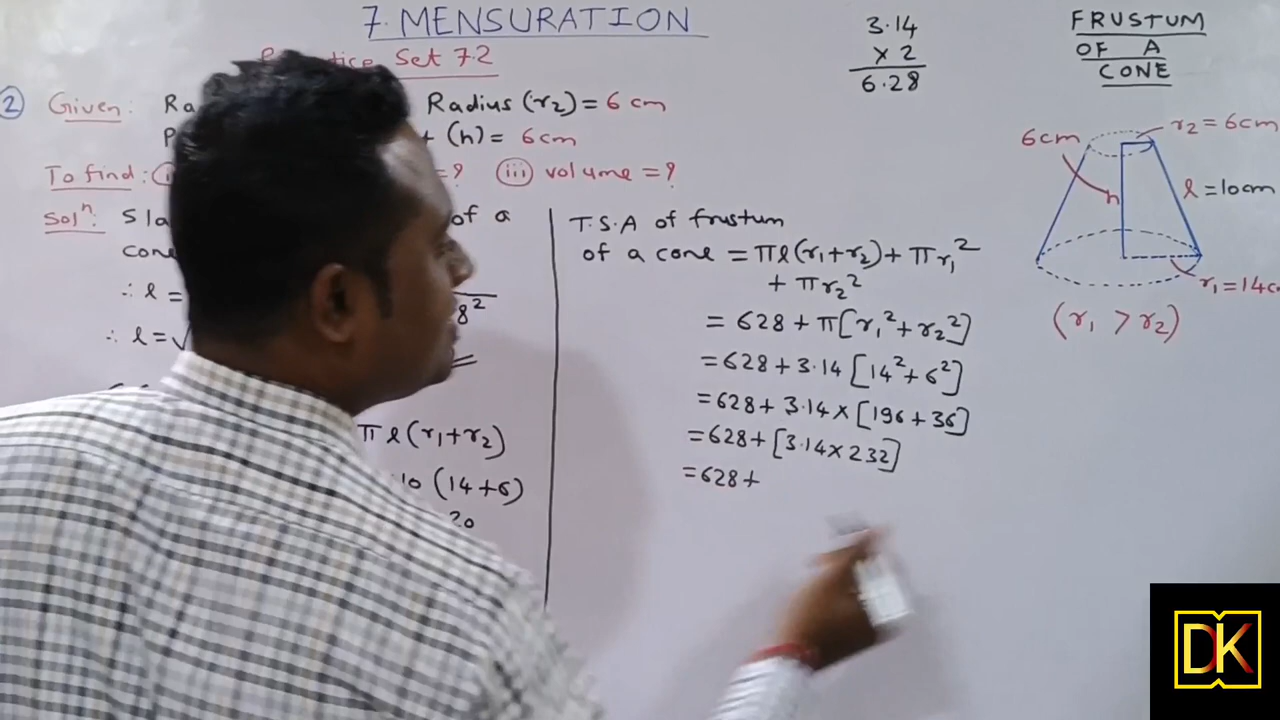 7. MENSURATION
Set 7.2
② Given: Radius (r₂) = 6 cm
(h) = 6cm
To find: = ? (iii) volume = ?
Solⁿ: of a
cone
∴ l =
8²
∴ l = √
πl(r₁+r₂)
10 (14+6)
20
T.S.A of frustum
of a cone = πl(r₁+r₂) + πr₁²
+ πr₂²
= 628 + π[r₁²+r₂²]
= 628 + 3.14 [14²+6²]
= 628 + 3.14 × [196 + 36]
= 628 + [3.14 × 232]
= 628 +
3.14
× 2
6.28
FRUSTUM
OF A
CONE
6cm
r₂ = 6cm
h
l = 10cm
r₁ = 14c
(r₁ > r₂)
DK